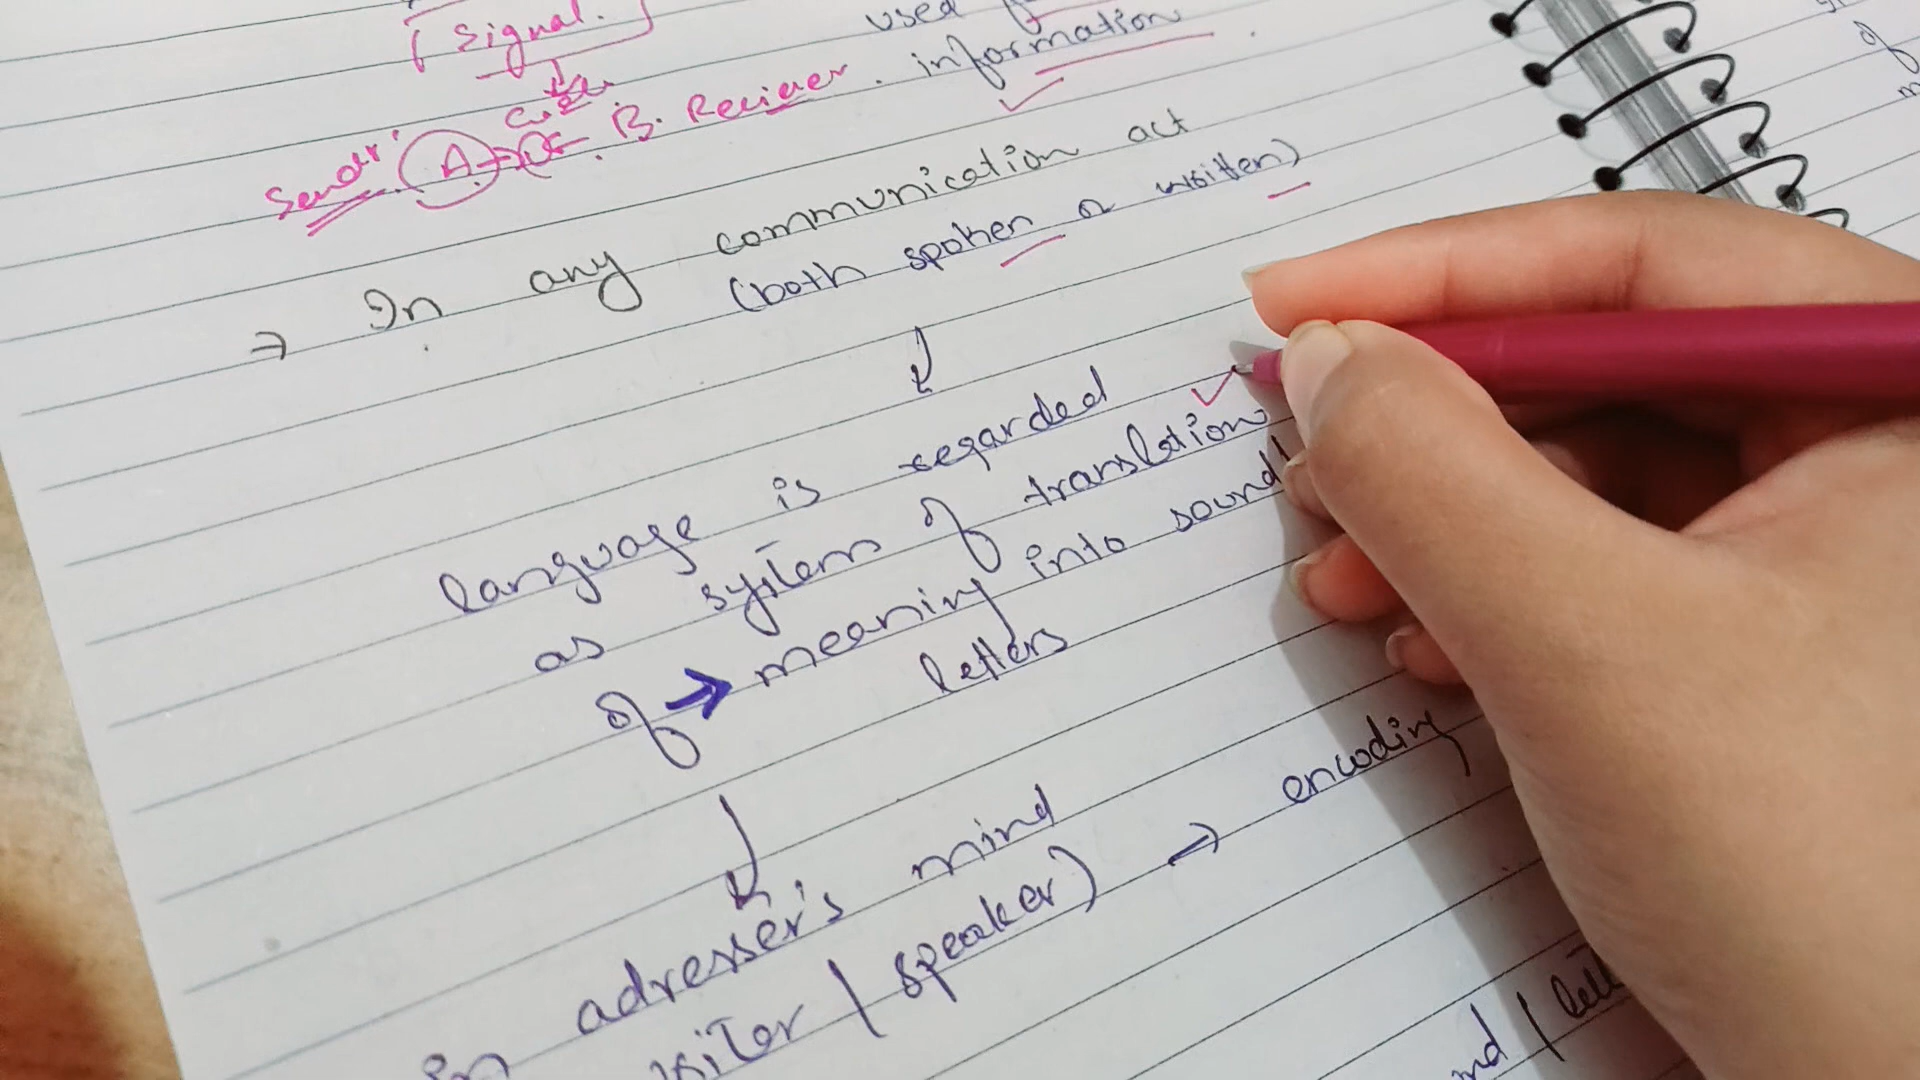 Signal.
used
information
Sender
A
B. Reciever.
→ In any communication act
(both spoken or written)
language is regarded
as system of translation
of → meaning into sound
letters
in adresser's mind
(speaker) → encoding